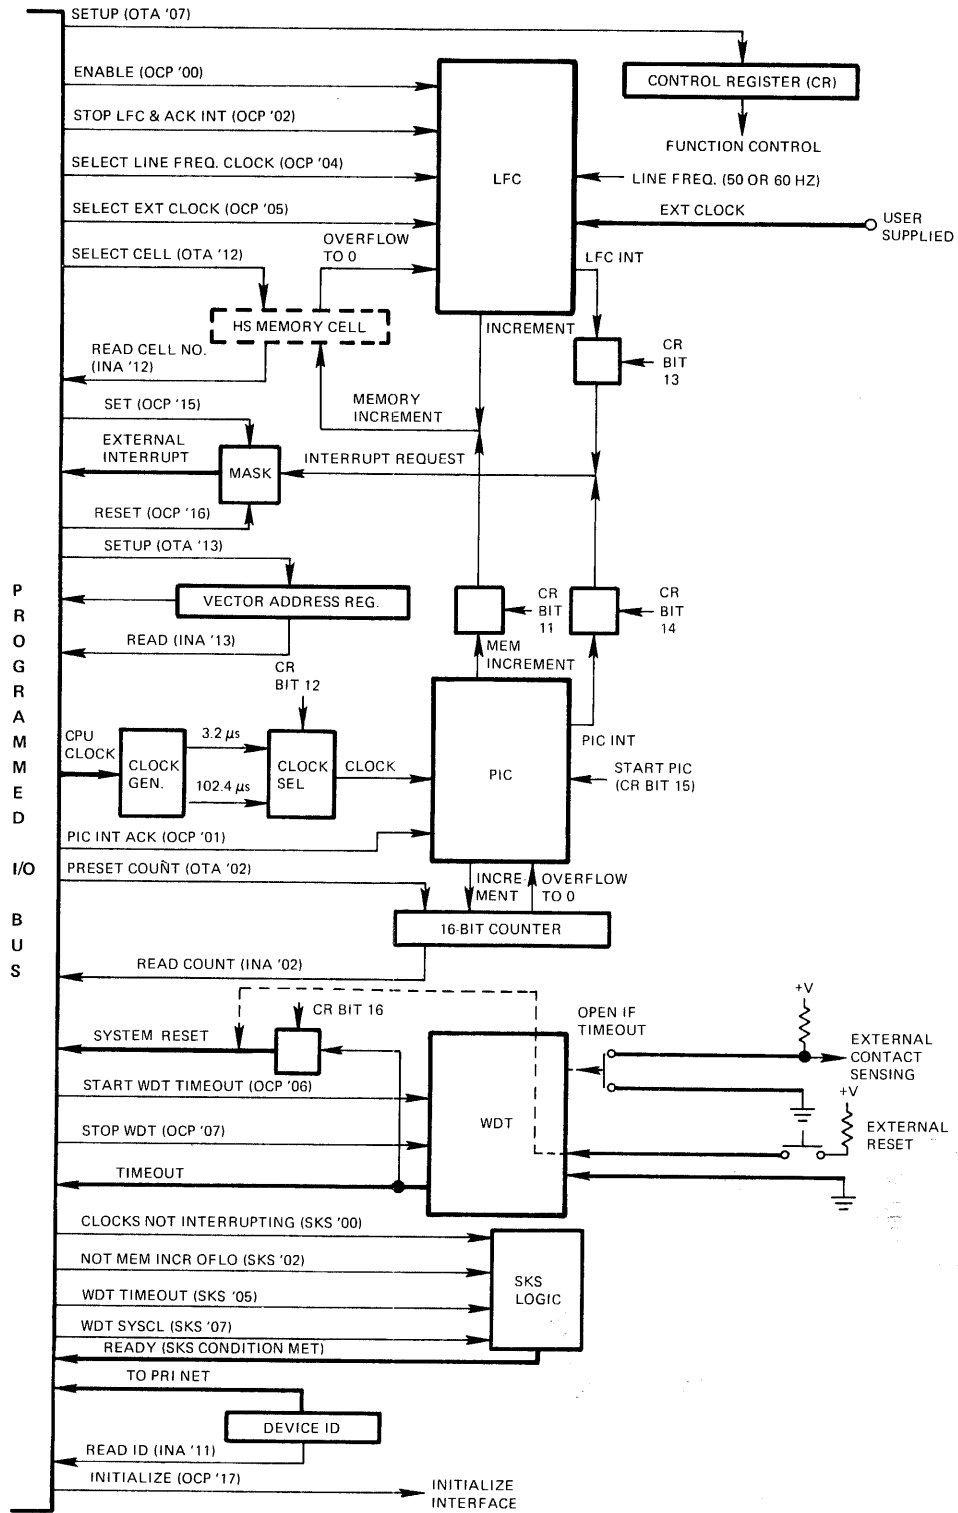 SETUP (OTA '07)
CONTROL REGISTER (CR)
FUNCTION CONTROL
ENABLE (OCP '00)
STOP LFC & ACK INT (OCP '02)
SELECT LINE FREQ. CLOCK (OCP '04)
LFC
LINE FREQ. (50 OR 60 HZ)
SELECT EXT CLOCK (OCP '05)
EXT CLOCK
USER
SUPPLIED
OVERFLOW
TO 0
SELECT CELL (OTA '12)
LFC INT
HS MEMORY CELL
INCREMENT
READ CELL NO.
(INA '12)
CR
BIT
13
MEMORY
INCREMENT
SET (OCP '15)
EXTERNAL
INTERRUPT
MASK
INTERRUPT REQUEST
RESET (OCP '16)
SETUP (OTA '13)
VECTOR ADDRESS REG.
CR
BIT
11
CR
BIT
14
READ (INA '13)
MEM
INCREMENT
CR
BIT 12
PROGRAMMED
I/O
BUS
CPU
CLOCK
CLOCK
GEN.
3.2 μs
102.4 μs
CLOCK
SEL
CLOCK
PIC
PIC INT
START PIC
(CR BIT 15)
PIC INT ACK (OCP '01)
PRESET COUNT (OTA '02)
INCRE-
MENT
OVERFLOW
TO 0
16-BIT COUNTER
READ COUNT (INA '02)
+V
CR BIT 16
OPEN IF
TIMEOUT
SYSTEM RESET
EXTERNAL
CONTACT
SENSING
START WDT TIMEOUT (OCP '06)
+V
WDT
STOP WDT (OCP '07)
EXTERNAL
RESET
TIMEOUT
CLOCKS NOT INTERRUPTING (SKS '00)
NOT MEM INCR OFLO (SKS '02)
SKS
LOGIC
WDT TIMEOUT (SKS '05)
WDT SYSCL (SKS '07)
READY (SKS CONDITION MET)
TO PRI NET
DEVICE ID
READ ID (INA '11)
INITIALIZE (OCP '17)
INITIALIZE
INTERFACE